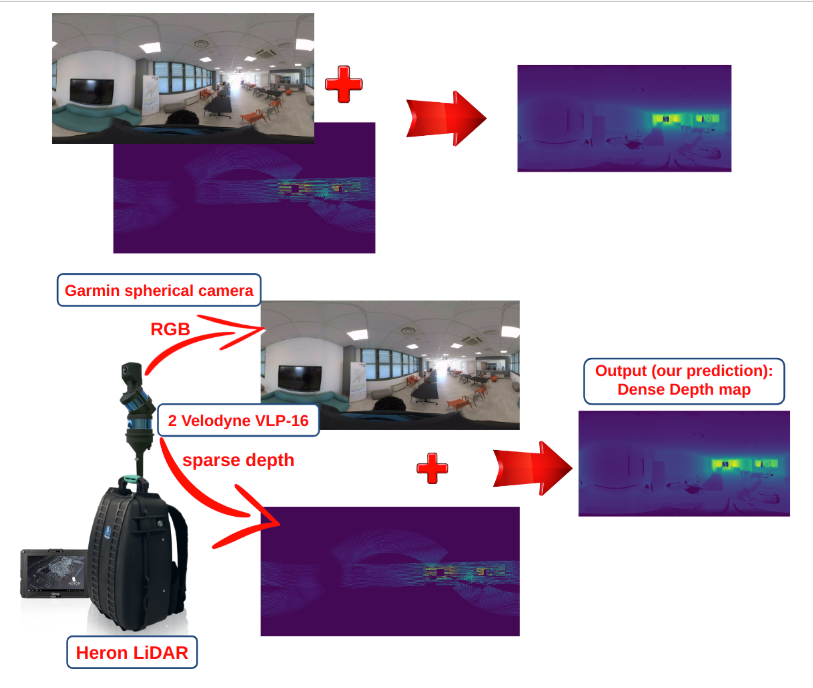 Garmin spherical camera
RGB
2 Velodyne VLP-16
sparse depth
Output (our prediction):
Dense Depth map
Heron LiDAR